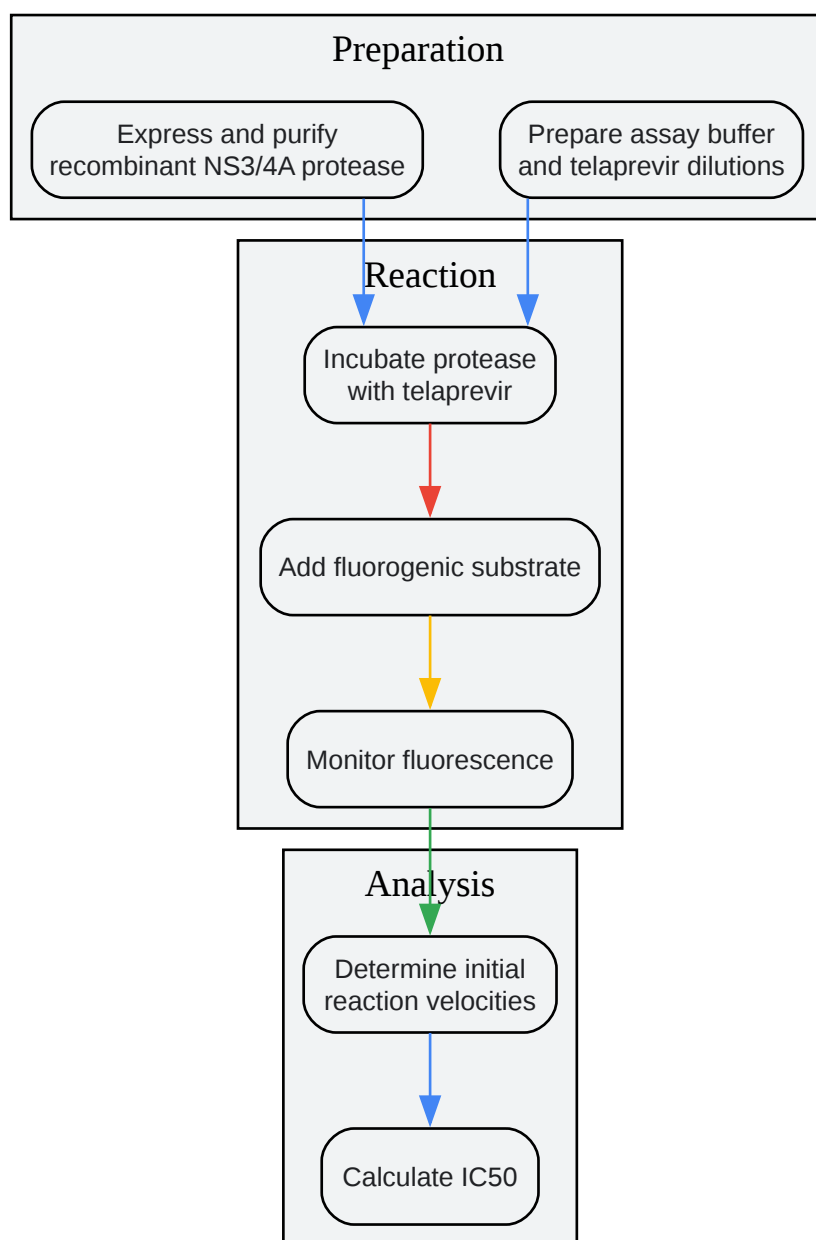 Preparation
Express and purify
recombinant NS3/4A protease
Prepare assay buffer
and telaprevir dilutions
Reaction
Incubate protease
with telaprevir
Add fluorogenic substrate
Monitor fluorescence
Analysis
Determine initial
reaction velocities
Calculate IC50